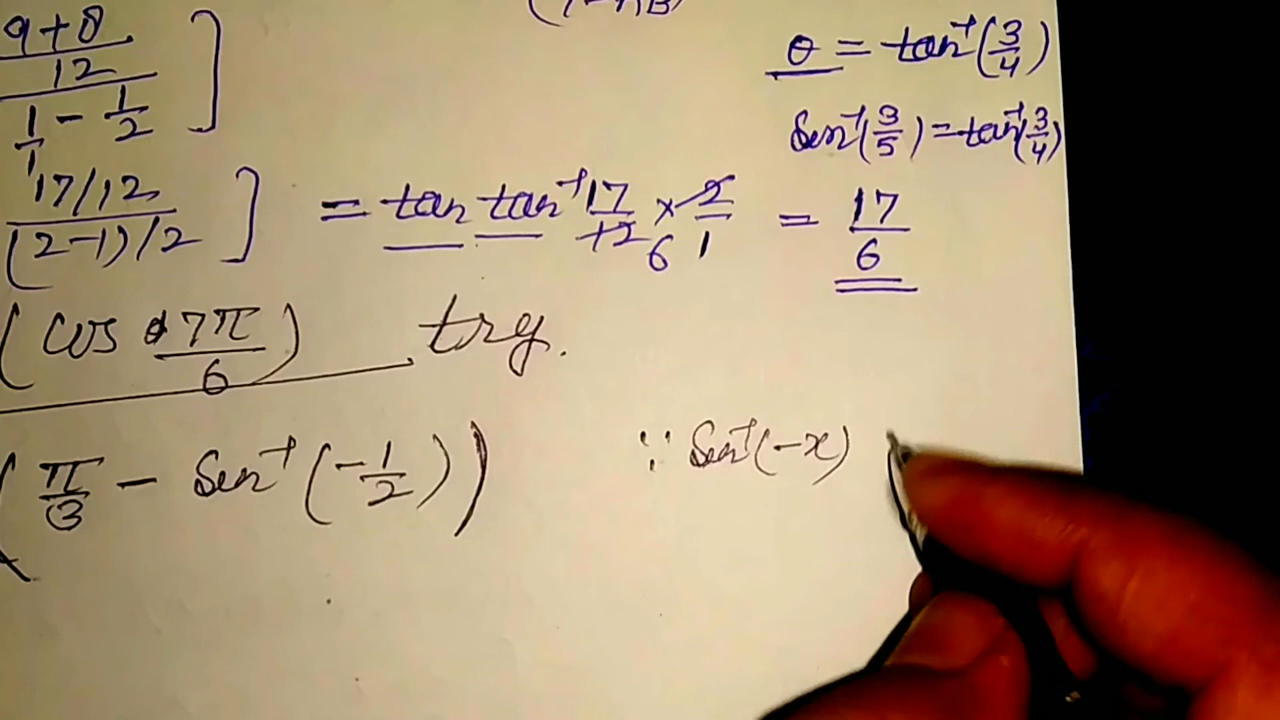 θ = tan⁻¹(3/4)
Sin⁻¹(3/5) = tan⁻¹(3/4)
9+8/12 / 1/1 - 1/2 ]
17/12 / (2-1)/2 ] = tan tan⁻¹ 17/12 × 2/1 6 = 17/6
(Cos 7π/6) try.
(π/3 - Sin⁻¹(-1/2)) ∵ Sin⁻¹(-x)